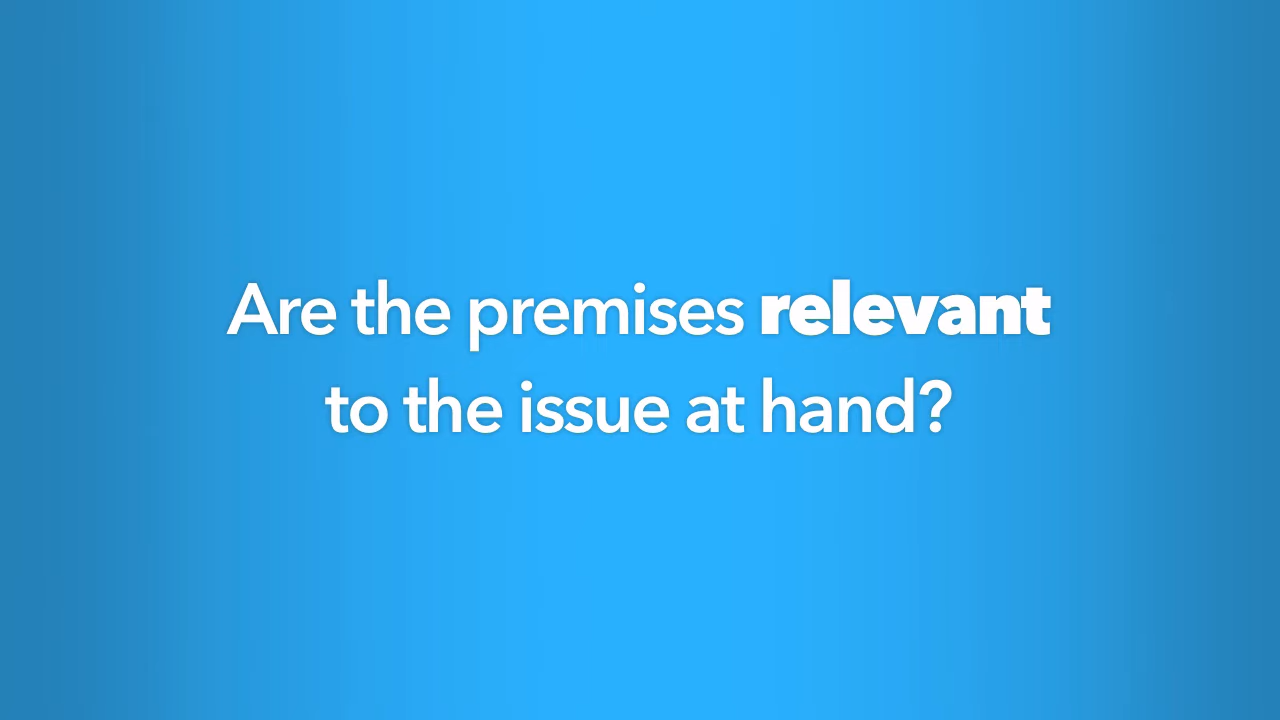 Are the premises relevant
to the issue at hand?